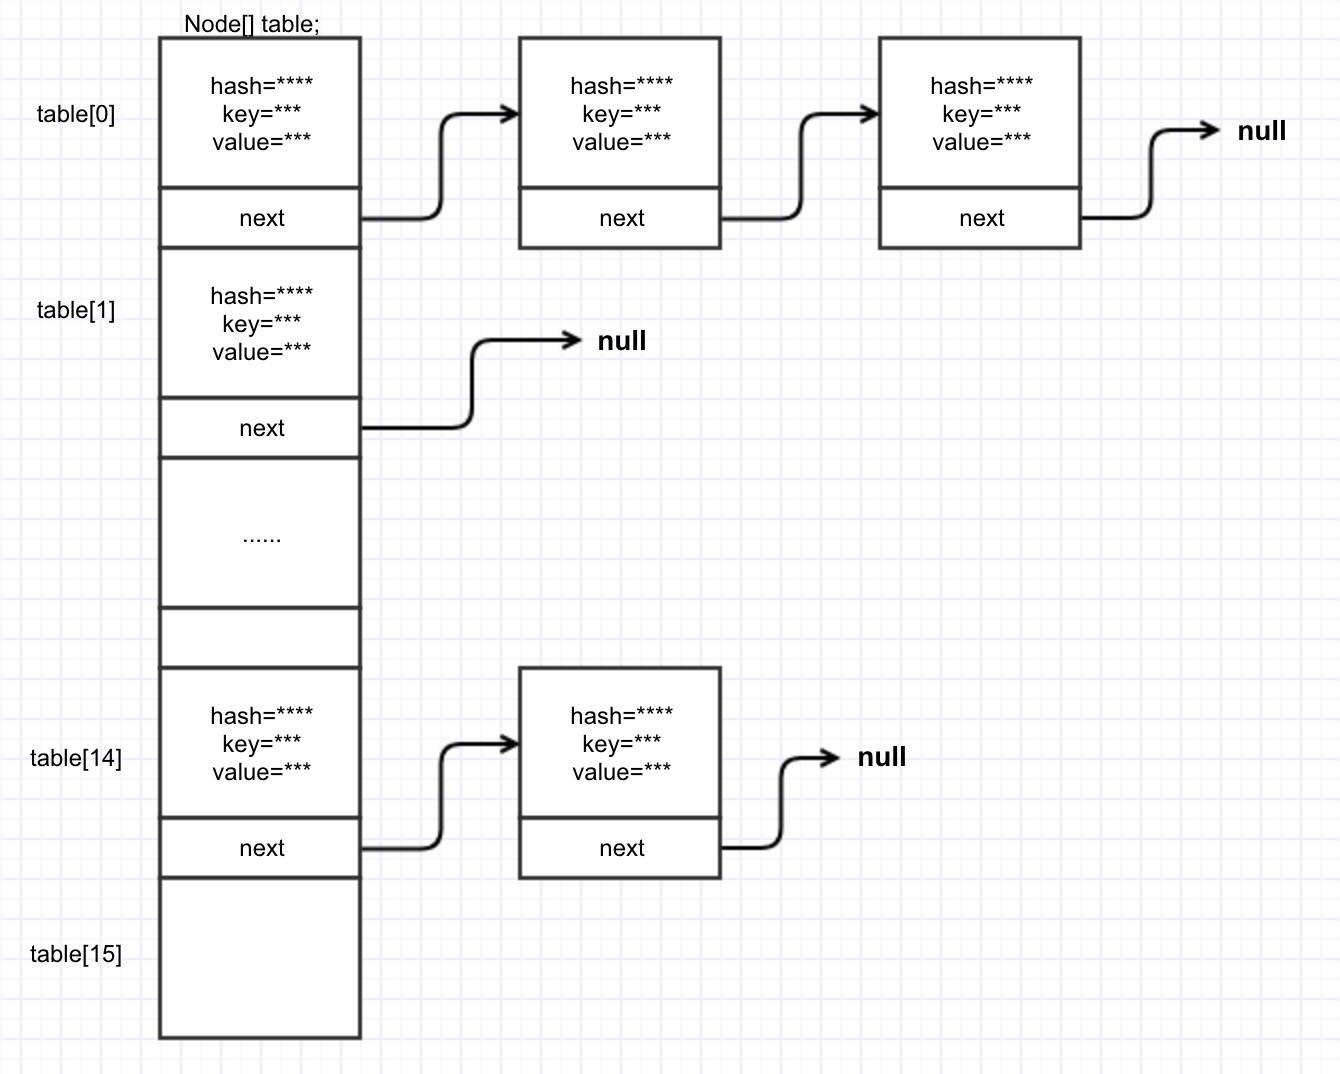 Node[] table;
table[0]
hash=****
key=***
value=***
next
hash=****
key=***
value=***
next
hash=****
key=***
value=***
next
null
table[1]
hash=****
key=***
value=***
next
null
......
table[14]
hash=****
key=***
value=***
next
hash=****
key=***
value=***
next
null
table[15]